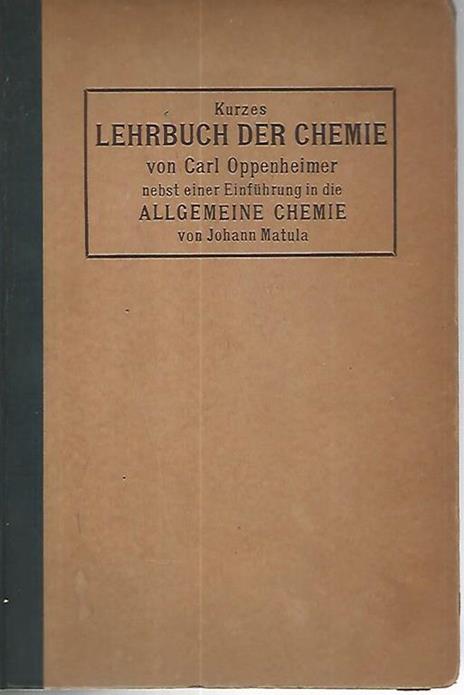 Kurzes
LEHRBUCH DER CHEMIE
von Carl Oppenheimer
nebst einer Einführung in die
ALLGEMEINE CHEMIE
von Johann Matula